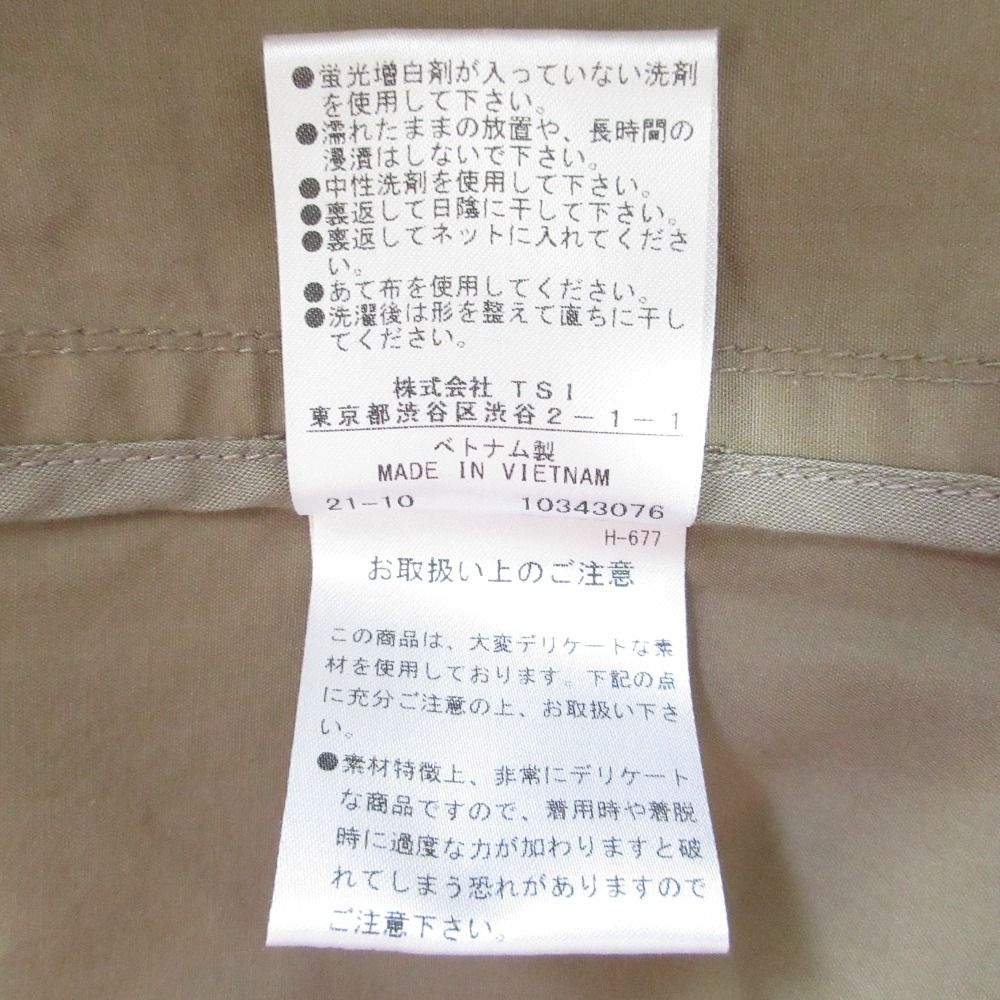 ●蛍光増白剤が入っていない洗剤
を使用して下さい。
●濡れたままの放置や、長時間の
浸漬はしないで下さい。
●中性洗剤を使用して下さい。
●裏返して日陰に干して下さい。
●裏返してネットに入れてくださ
い。
●あて布を使用してください。
●洗濯後は形を整えて直ちに干し
てください。
株式会社 TSI
東京都渋谷区渋谷2-1-1
ベトナム製
MADE IN VIETNAM
21-10 10343076
H-677
お取扱い上のご注意
この商品は、大変デリケートな素
材を使用しております。下記の点
に充分ご注意の上、お取扱い下さ
い。
●素材特徴上、非常にデリケート
な商品ですので、着用時や着脱
時に過度な力が加わりますと破
れてしまう恐れがありますので
ご注意下さい。